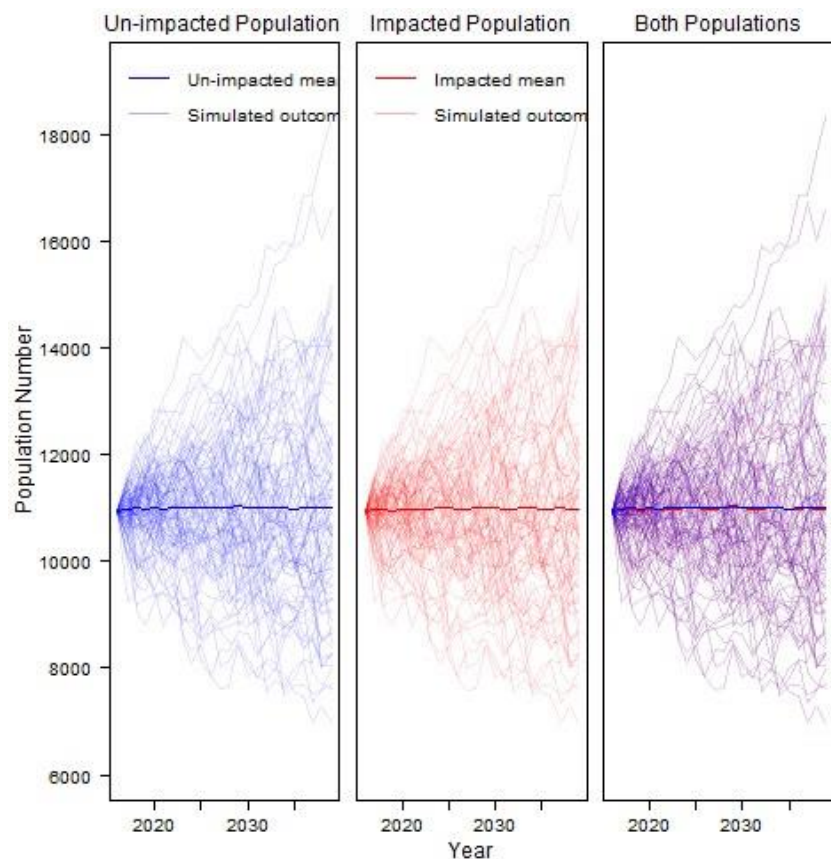 Un-impacted Population
Impacted Population
Both Populations
Un-impacted mea
Simulated outcom
Impacted mean
Simulated outcom
18000
16000
14000
12000
10000
8000
6000
Population Number
2020
2030
2020
2030
2020
2030
Year